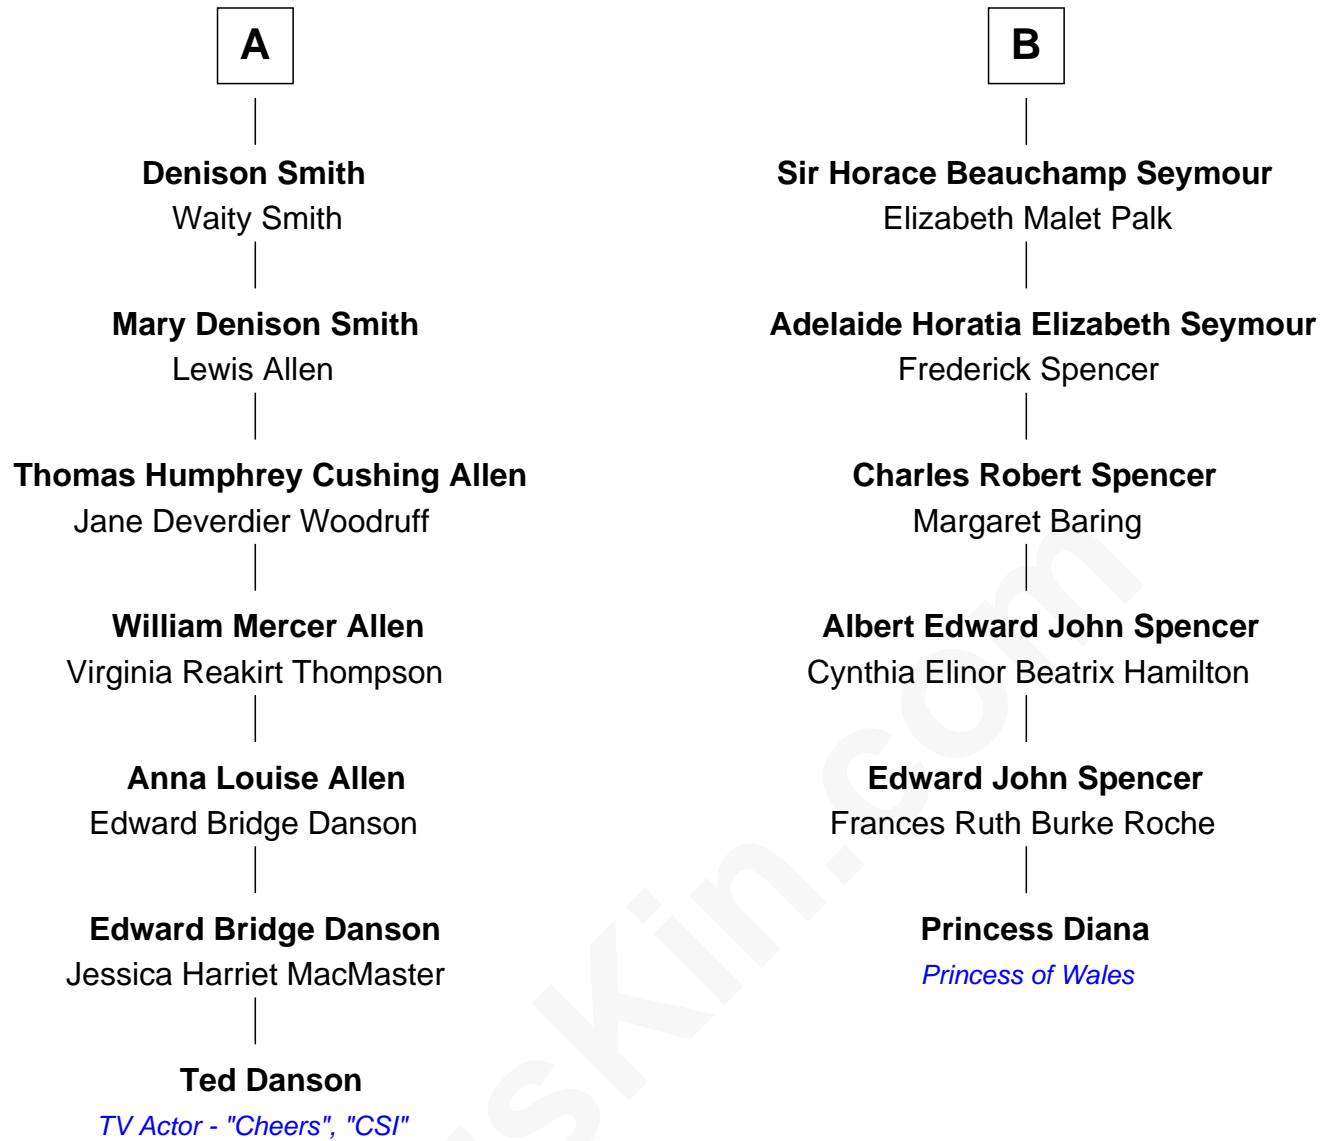 A
Denison Smith
Waity Smith
Mary Denison Smith
Lewis Allen
Thomas Humphrey Cushing Allen
Jane Deverdier Woodruff
William Mercer Allen
Virginia Reakirt Thompson
Anna Louise Allen
Edward Bridge Danson
Edward Bridge Danson
Jessica Harriet MacMaster
Ted Danson
TV Actor - "Cheers", "CSI"
B
Sir Horace Beauchamp Seymour
Elizabeth Malet Palk
Adelaide Horatia Elizabeth Seymour
Frederick Spencer
Charles Robert Spencer
Margaret Baring
Albert Edward John Spencer
Cynthia Elinor Beatrix Hamilton
Edward John Spencer
Frances Ruth Burke Roche
Princess Diana
Princess of Wales
sKin.com